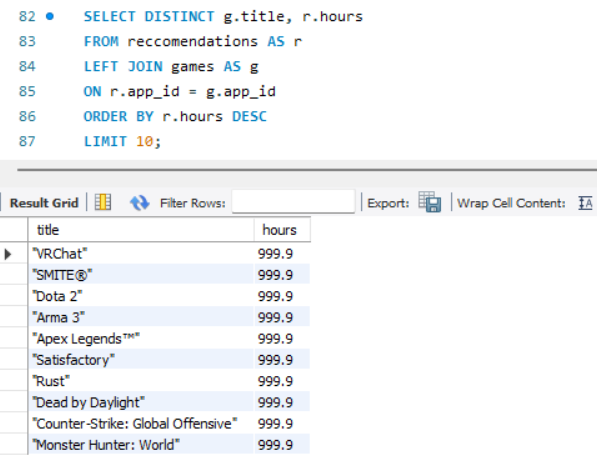 82 SELECT DISTINCT g.title, r.hours
83 FROM reccomendations AS r
84 LEFT JOIN games AS g
85 ON r.app_id = g.app_id
86 ORDER BY r.hours DESC
87 LIMIT 10;
Result Grid Filter Rows: Export: Wrap Cell Content:
title hours
"VRChat" 999.9
"SMITE®" 999.9
"Dota 2" 999.9
"Arma 3" 999.9
"Apex Legends™" 999.9
"Satisfactory" 999.9
"Rust" 999.9
"Dead by Daylight" 999.9
"Counter-Strike: Global Offensive" 999.9
"Monster Hunter: World" 999.9